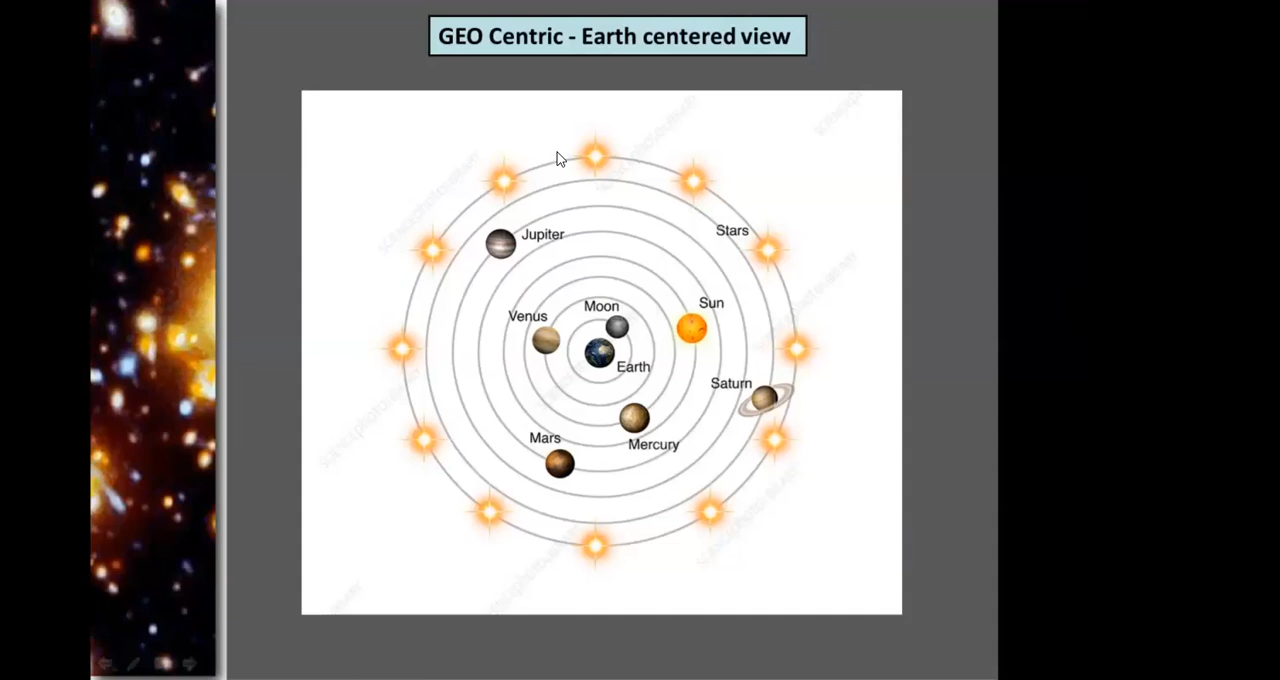 GEO Centric - Earth centered view
Stars
Jupiter
Sun
Moon
Venus
Earth
Saturn
Mars
Mercury